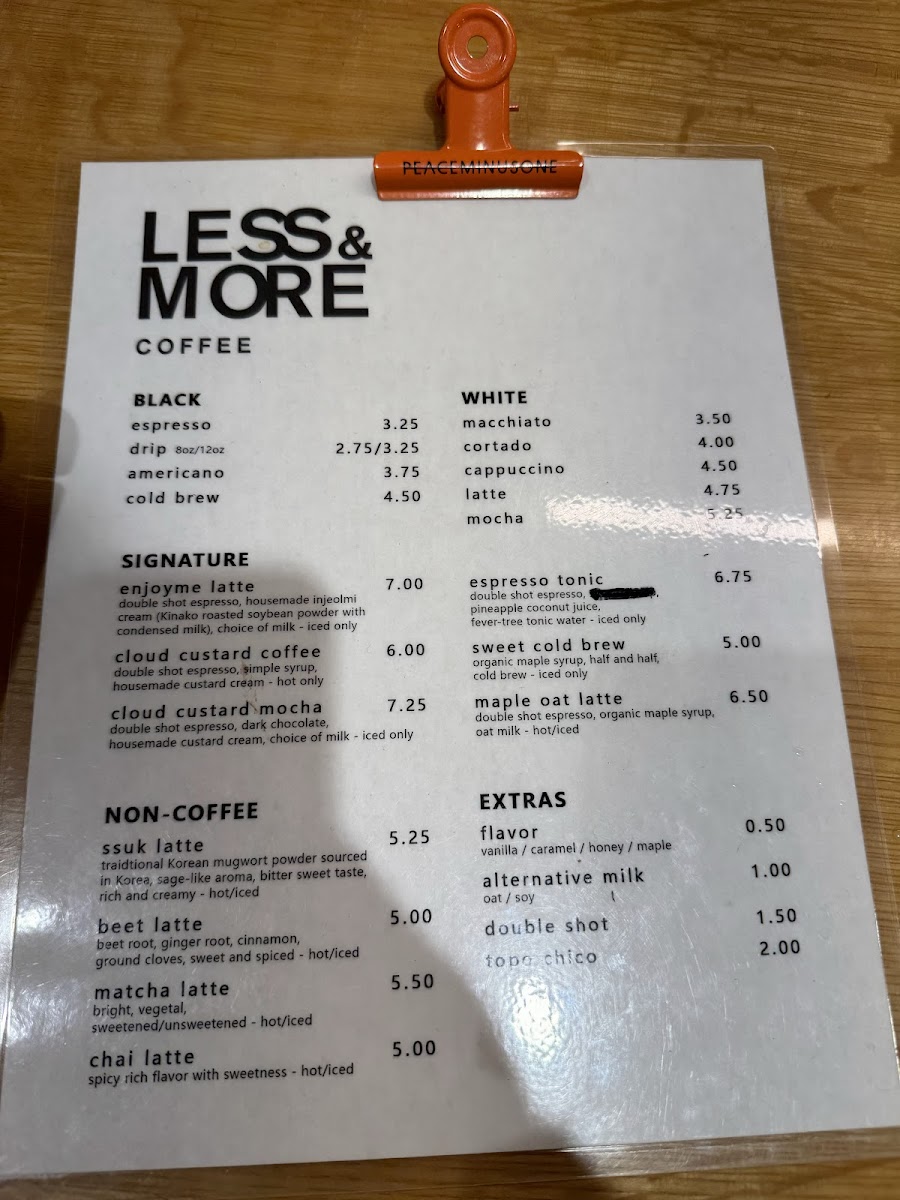 PEACEMINUSONE
LESS &
MORE
COFFEE
BLACK
espresso 3.25
drip 8oz/12oz 2.75/3.25
americano 3.75
cold brew 4.50
WHITE
macchiato 3.50
cortado 4.00
cappuccino 4.50
latte 4.75
mocha 5.25
SIGNATURE
enjoyme latte 7.00
double shot espresso, housemade injeolmi
cream (Kinako roasted soybean powder with
condensed milk), choice of milk - iced only
cloud custard coffee 6.00
double shot espresso, simple syrup,
housemade custard cream - hot only
cloud custard mocha 7.25
double shot espresso, dark chocolate,
housemade custard cream, choice of milk - iced only
espresso tonic 6.75
double shot espresso,
pineapple coconut juice,
fever-tree tonic water - iced only
sweet cold brew 5.00
organic maple syrup, half and half,
cold brew - iced only
maple oat latte 6.50
double shot espresso, organic maple syrup,
oat milk - hot/iced
NON-COFFEE
ssuk latte 5.25
traidtional Korean mugwort powder sourced
in Korea, sage-like aroma, bitter sweet taste,
rich and creamy - hot/iced
beet latte 5.00
beet root, ginger root, cinnamon,
ground cloves, sweet and spiced - hot/iced
matcha latte 5.50
bright, vegetal,
sweetened/unsweetened - hot/iced
chai latte 5.00
spicy rich flavor with sweetness - hot/iced
EXTRAS
flavor 0.50
vanilla / caramel / honey / maple
alternative milk 1.00
oat / soy
double shot 1.50
topo chico 2.00